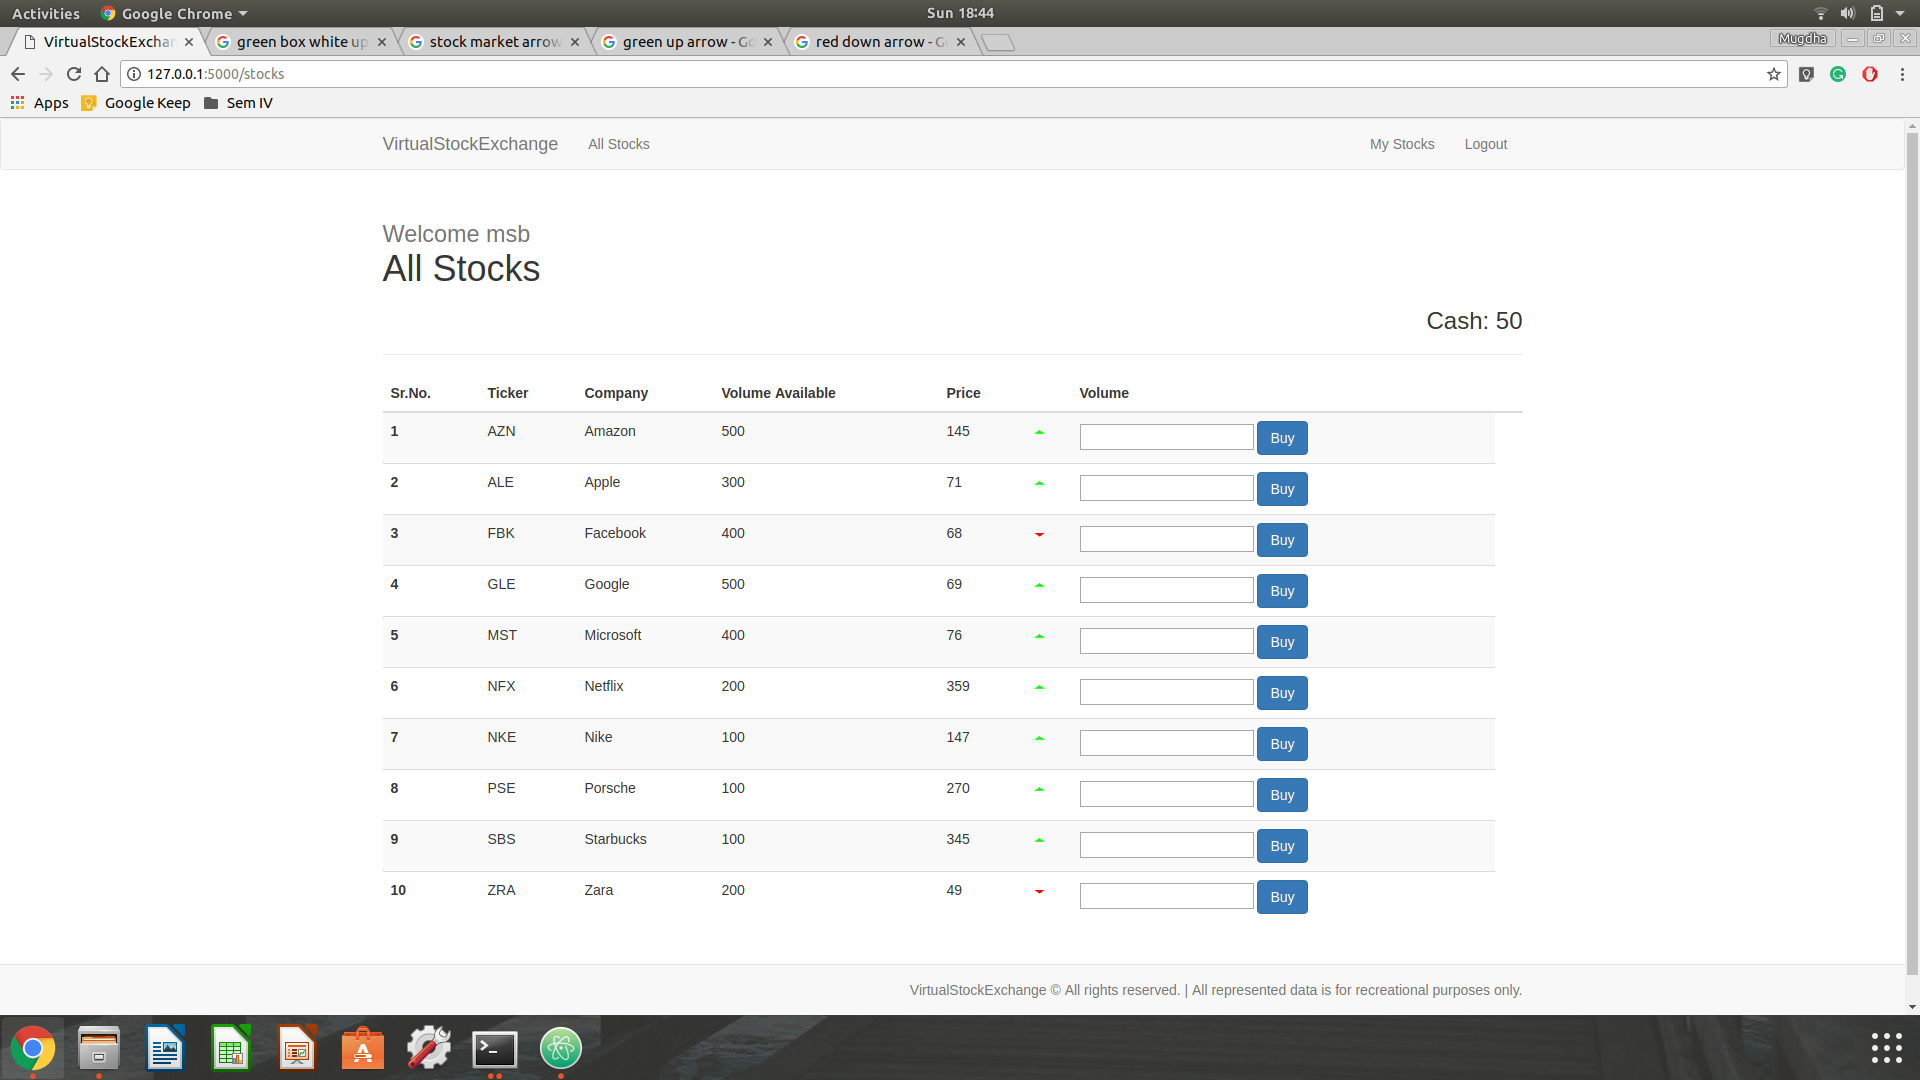 Activities Google Chrome Sun 18:44
VirtualStockExchan green box white up stock market arrow green up arrow - Go red down arrow - G Mugdha
127.0.0.1:5000/stocks
Apps Google Keep Sem IV
VirtualStockExchange All Stocks My Stocks Logout
Welcome msb
All Stocks
Cash: 50
Sr.No. Ticker Company Volume Available Price Volume
1 AZN Amazon 500 145 Buy
2 ALE Apple 300 71 Buy
3 FBK Facebook 400 68 Buy
4 GLE Google 500 69 Buy
5 MST Microsoft 400 76 Buy
6 NFX Netflix 200 359 Buy
7 NKE Nike 100 147 Buy
8 PSE Porsche 100 270 Buy
9 SBS Starbucks 100 345 Buy
10 ZRA Zara 200 49 Buy
VirtualStockExchange © All rights reserved. | All represented data is for recreational purposes only.